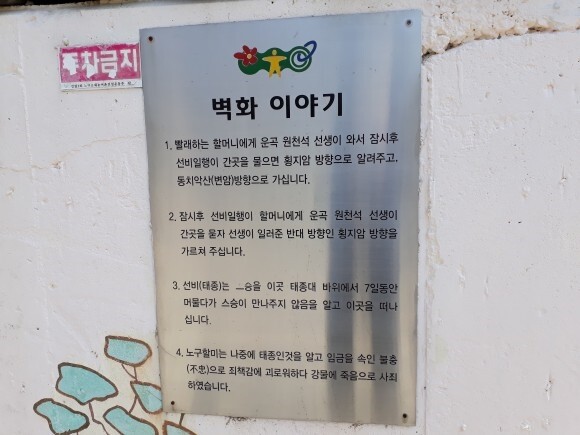 주차금지
벽화 이야기
1. 빨래하는 할머니에게 운곡 원천석 선생이 와서 잠시후
선비일행이 간곳을 물으면 횡지암 방향으로 알려주고,
동치악산(변암)방향으로 가십니다.
2. 잠시후 선비일행이 할머니에게 운곡 원천석 선생이
간곳을 묻자 선생이 일러준 반대 방향인 횡지암 방향을
가르쳐 주십니다.
3. 선비(태종)는 스승을 이곳 태종대 바위에서 7일동안
머물다가 스승이 만나주지 않음을 알고 이곳을 떠나
십니다.
4. 노구할미는 나중에 태종인것을 알고 임금을 속인 불충
(不忠)으로 죄책감에 괴로워하다 강물에 죽음으로 사죄
하였습니다.